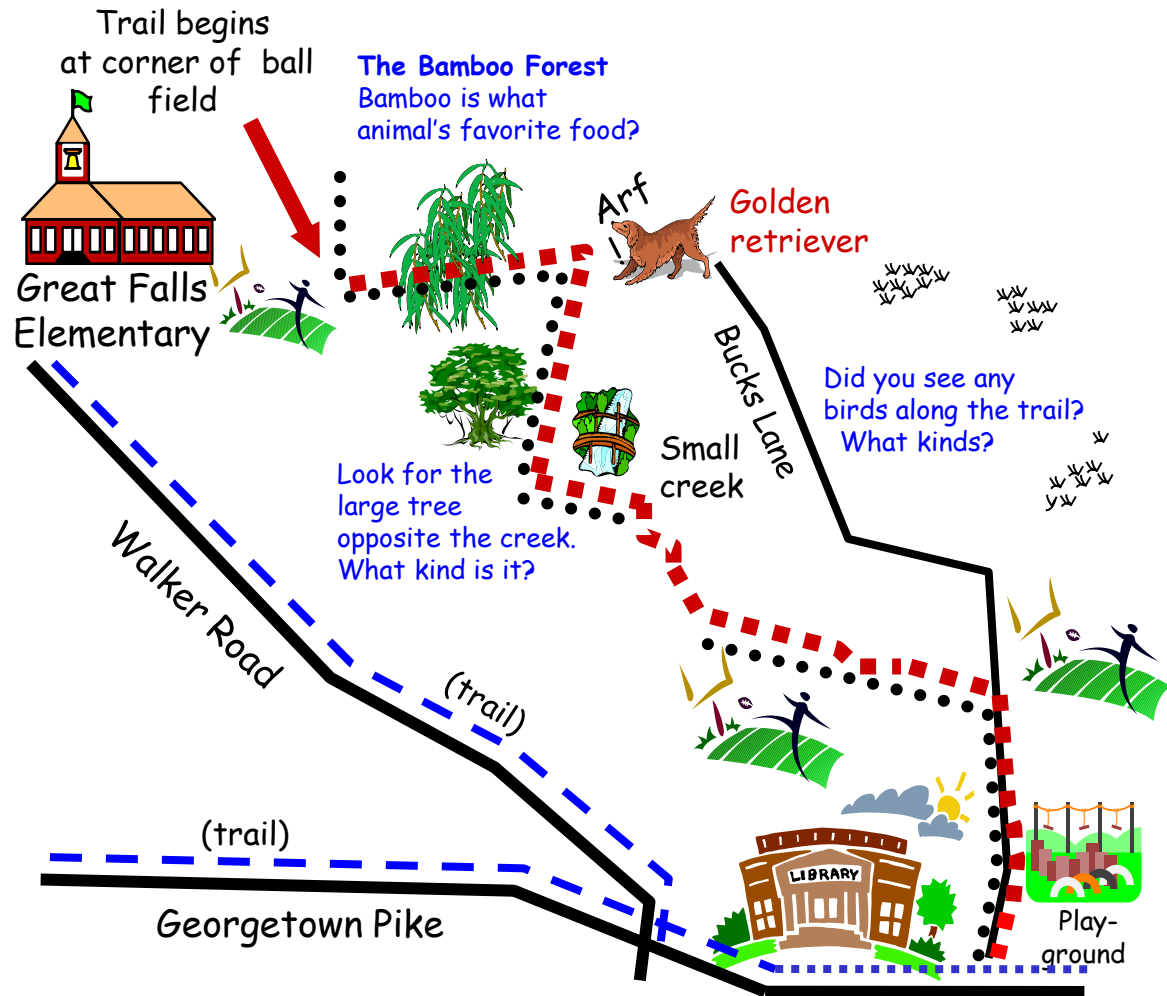 Trail begins
at corner of ball
field
The Bamboo Forest
Bamboo is what
animal's favorite food?
Arf
!
Golden
retriever
Great Falls
Elementary
Bucks Lane
Did you see any
birds along the trail?
What kinds?
Small
creek
Look for the
large tree
opposite the creek.
What kind is it?
Walker Road
(trail)
(trail)
LIBRARY
Georgetown Pike
Play-
ground